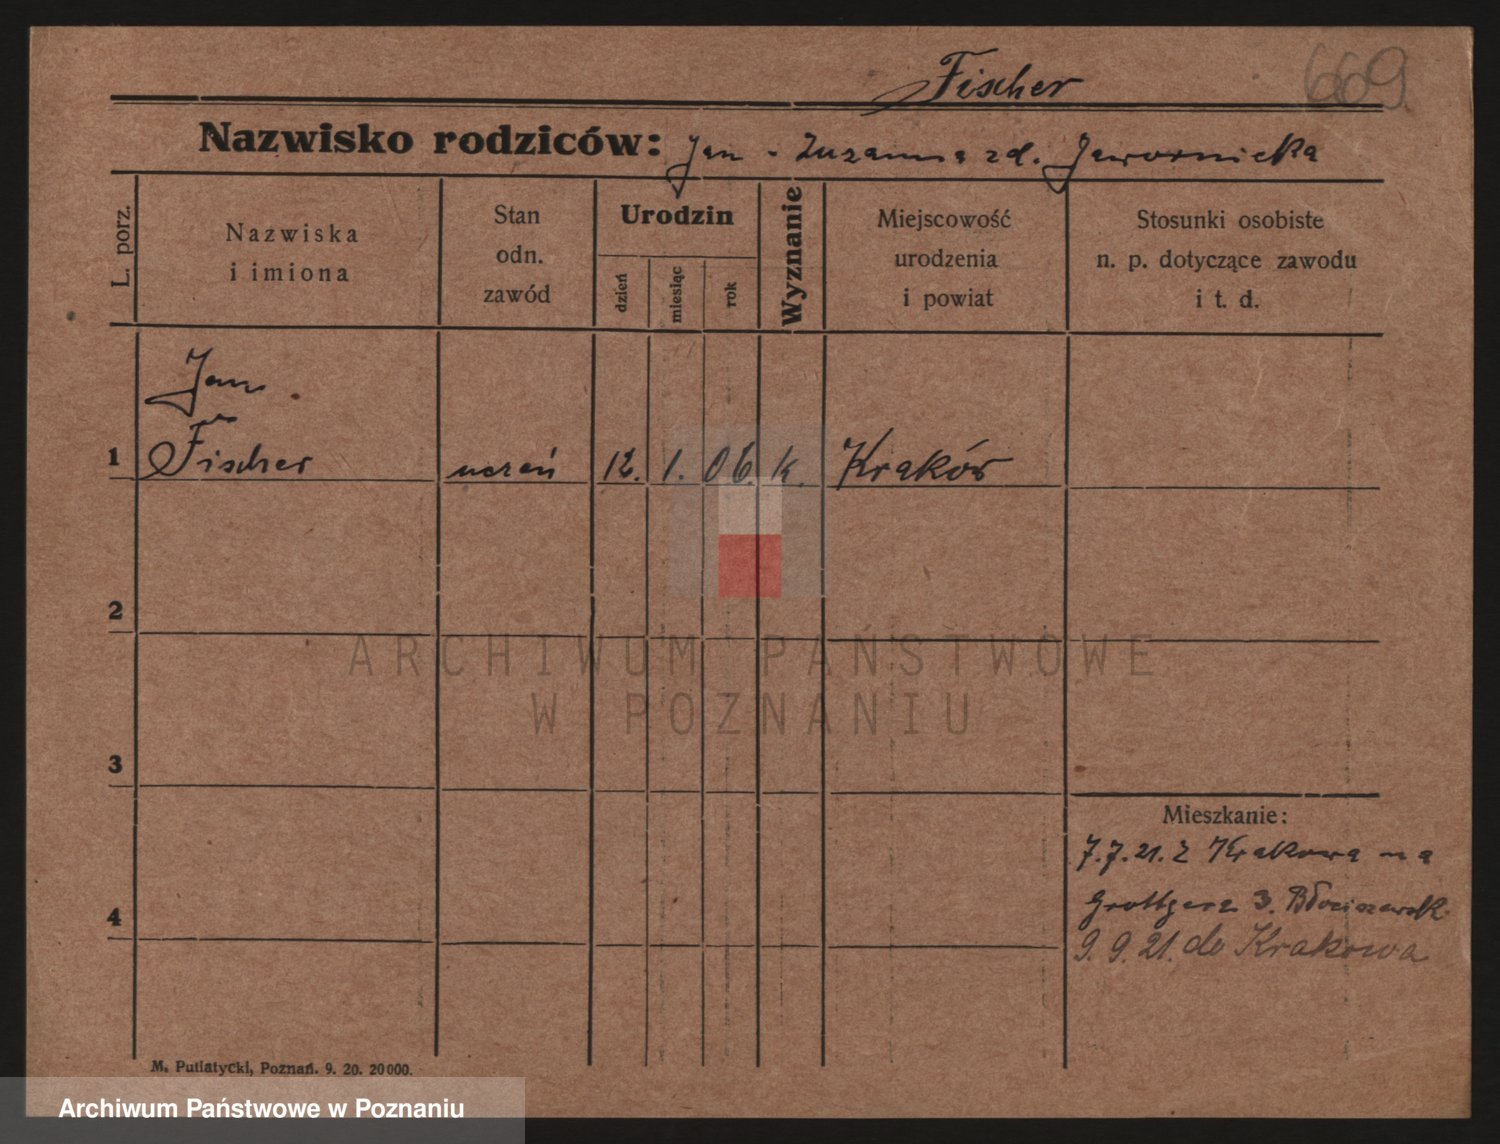 Fischer
669
Nazwisko rodziców: Jan - Zuzanna zd. Jawornicka
L. porz.
Nazwiska
i imiona
Stan
odn.
zawód
Urodzin
dzień
miesiąc
rok
Wyznanie
Miejscowość
urodzenia
i powiat
Stosunki osobiste
n. p. dotyczące zawodu
i t. d.
Jan
1 Fischer uczeń 12. 1. 06. k. Kraków
2
ARCHIWUM PAŃSTWOWE
W POZNANIU
3
Mieszkanie:
7.7.21. z Krakowa na
Grottgera 3. Błociszewsk.
4
9.9.21. do Krakowa
M. Putiatycki, Poznań. 9. 20. 20000.
Archiwum Państwowe w Poznaniu